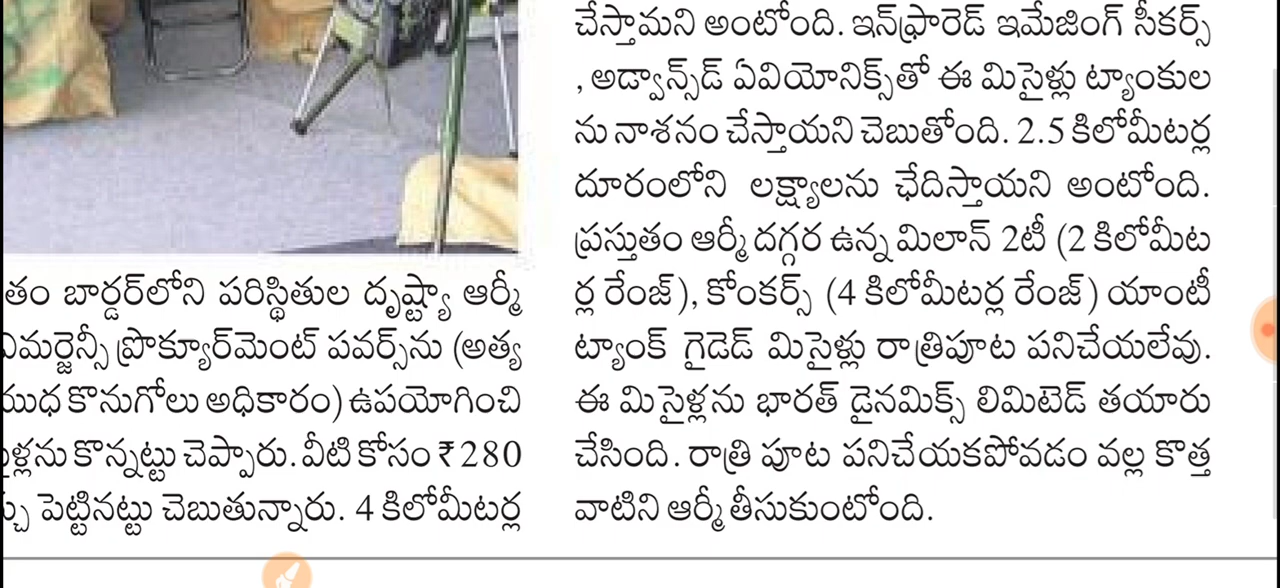 తం బార్డర్‌లోని పరిస్థితుల దృష్ట్యా ఆర్మీ
ప్రొక్యూర్‌మెంట్ పవర్స్‌ను (అత్య
కొనుగోలు అధికారం) ఉపయోగించి
కొన్నట్టు చెప్పారు. వీటి కోసం ₹280
పెట్టినట్టు చెబుతున్నారు. 4 కిలోమీటర్ల
చేస్తామని అంటోంది. ఇన్‌ఫ్రారెడ్ ఇమేజింగ్ సీకర్స్
, అడ్వాన్స్‌డ్ ఏవియోనిక్స్‌తో ఈ మిసైళ్లు ట్యాంకుల
ను నాశనం చేస్తాయని చెబుతోంది. 2.5 కిలోమీటర్ల
దూరంలోని లక్ష్యాలను ఛేదిస్తాయని అంటోంది.
ప్రస్తుతం ఆర్మీ దగ్గర ఉన్న మిలాన్ 2టీ (2 కిలోమీట
ర్ల రేంజ్), కోంకర్స్ (4 కిలోమీటర్ల రేంజ్) యాంటీ
ట్యాంక్ గైడెడ్ మిసైళ్లు రాత్రిపూట పనిచేయలేవు.
ఈ మిసైళ్లను భారత్ డైనమిక్స్ లిమిటెడ్ తయారు
చేసింది. రాత్రి పూట పనిచేయకపోవడం వల్ల కొత్త
వాటిని ఆర్మీ తీసుకుంటోంది.